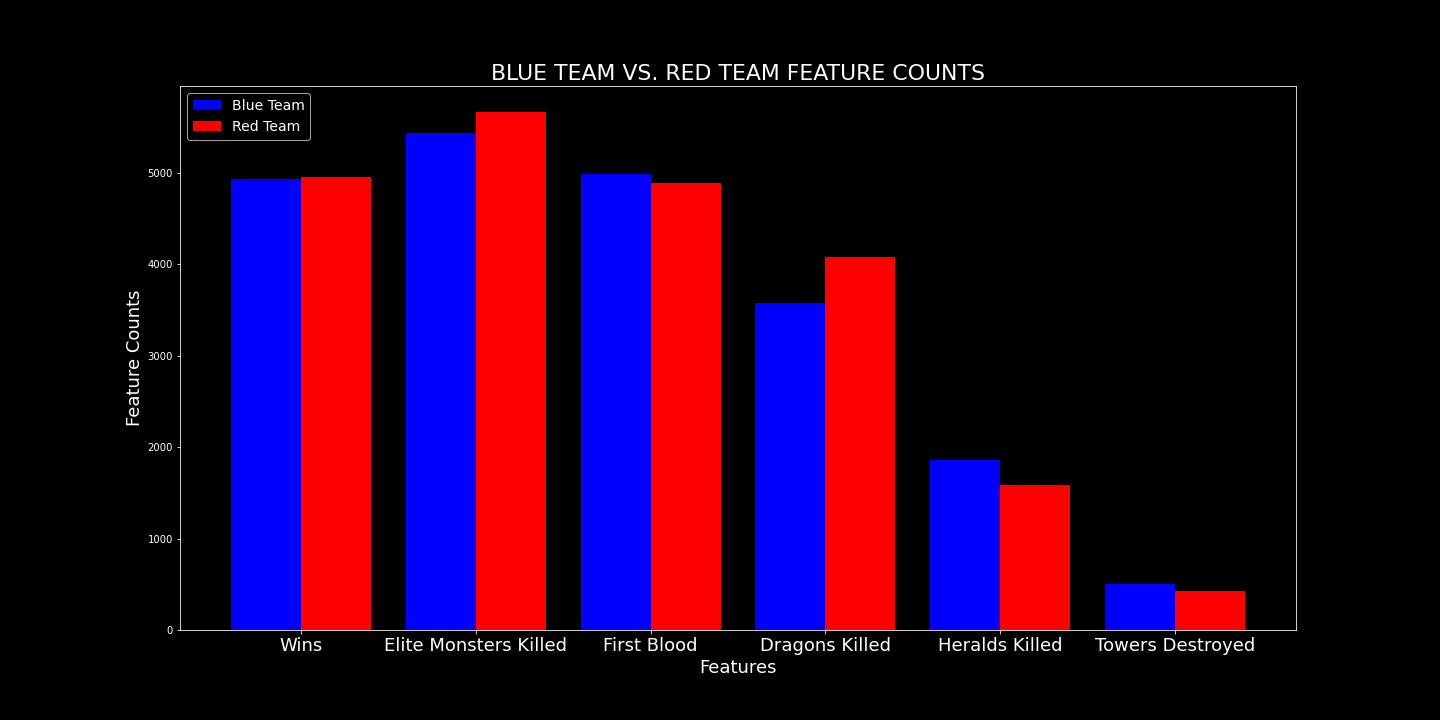 BLUE TEAM VS. RED TEAM FEATURE COUNTS
Blue Team
Red Team
Feature Counts
5000
4000
3000
2000
1000
0
Wins Elite Monsters Killed First Blood Dragons Killed Heralds Killed Towers Destroyed
Features